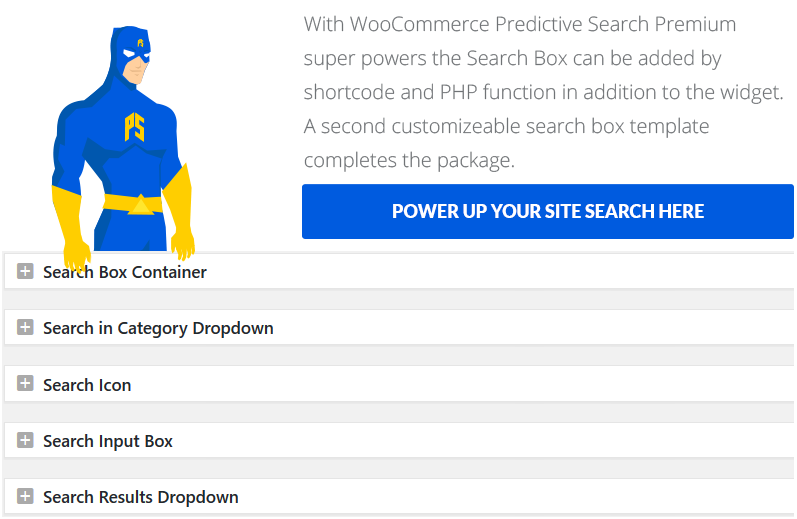 With WooCommerce Predictive Search Premium
super powers the Search Box can be added by
shortcode and PHP function in addition to the widget.
A second customizeable search box template
completes the package.
PS
PS
POWER UP YOUR SITE SEARCH HERE
Search Box Container
Search in Category Dropdown
Search Icon
Search Input Box
Search Results Dropdown